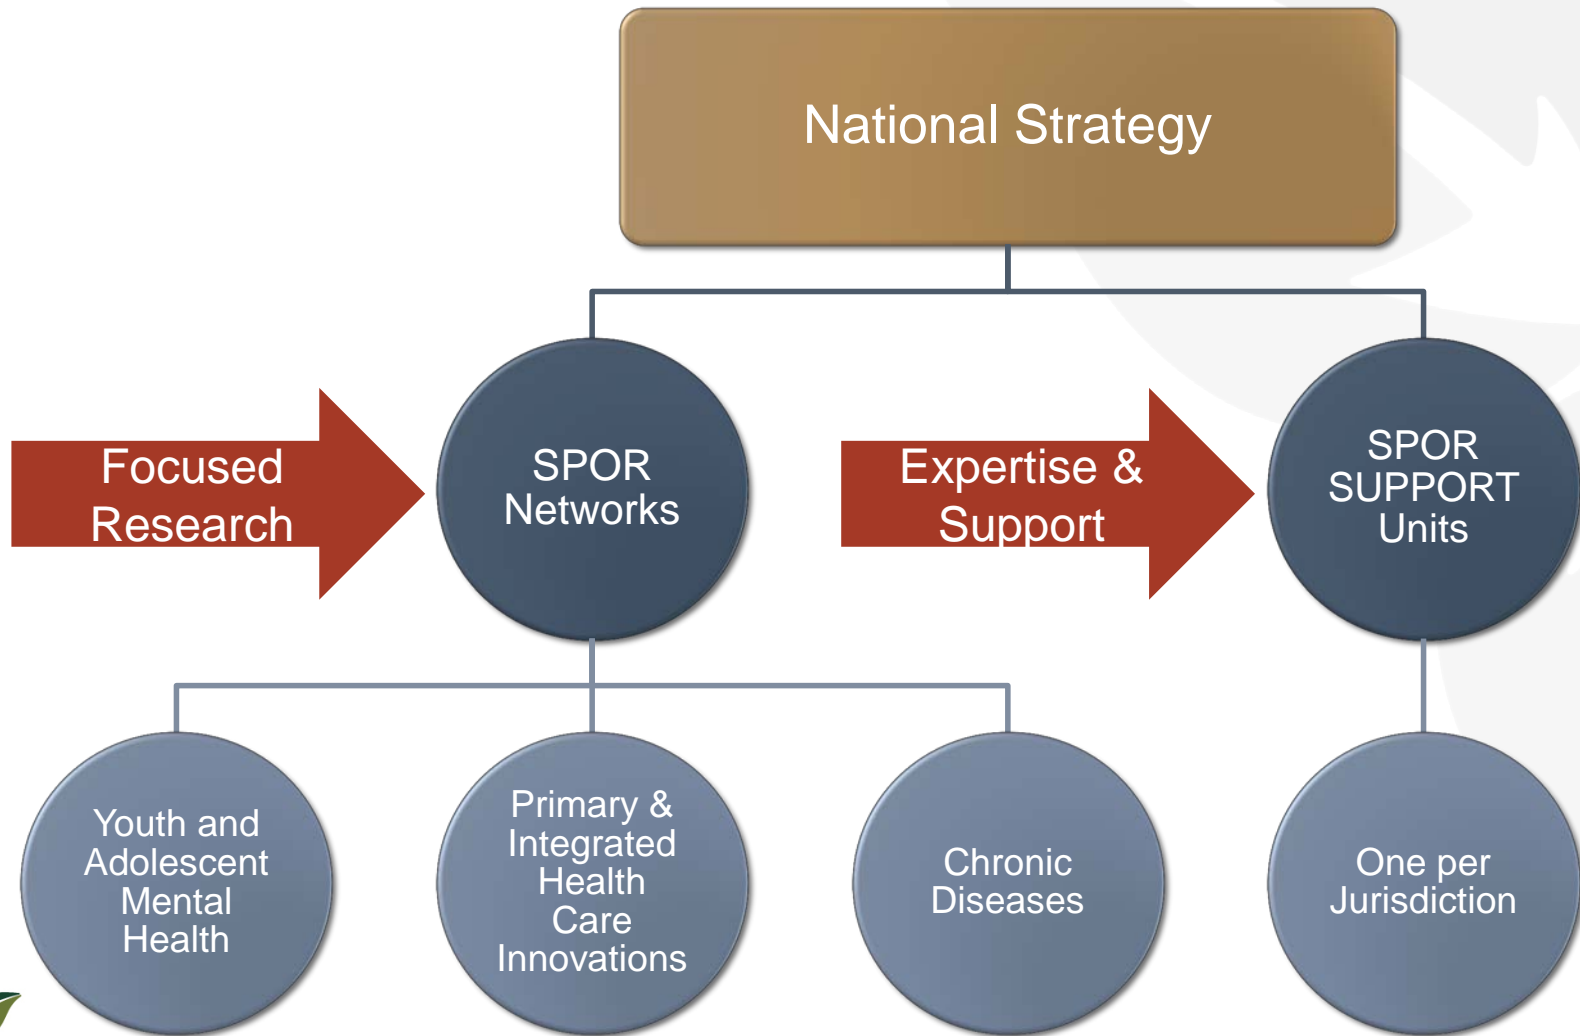 National Strategy
Focused
Research
SPOR
Networks
Expertise &
Support
SPOR
SUPPORT
Units
Youth and
Adolescent
Mental
Health
Primary &
Integrated
Health
Care
Innovations
Chronic
Diseases
One per
Jurisdiction